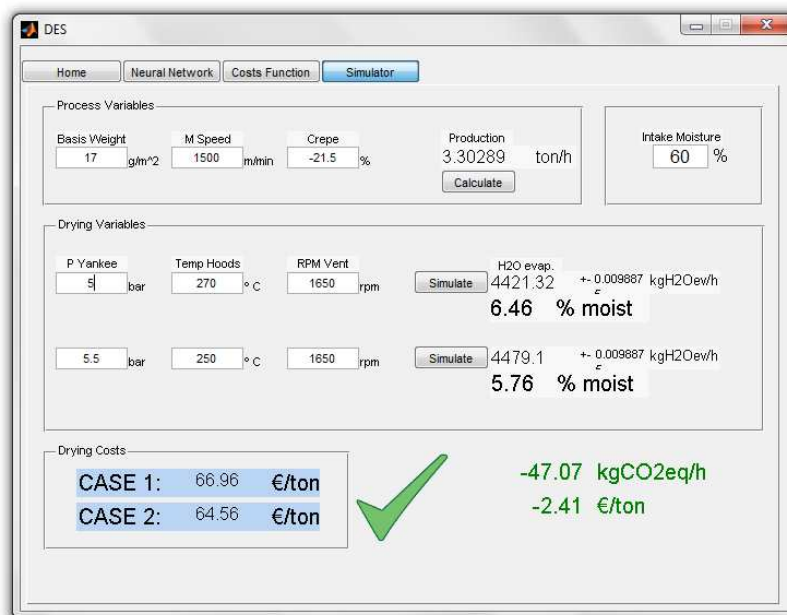 DES
Home Neural Network Costs Function Simulator
Process Variables
Basis Weight M Speed Crepe Production Intake Moisture
17 g/m^2 1500 m/min -21.5 % 3.30289 ton/h 60 %
Calculate
Drying Variables
P Yankee Temp Hoods RPM Vent H2O evap.
5 bar 270 º C 1650 rpm Simulate 4421.32 +- 0.009887 kgH2Oew/h
6.46 % moist
5.5 bar 250 º C 1650 rpm Simulate 4479.1 +- 0.009887 kgH2Oew/h
5.76 % moist
Drying Costs
CASE 1: 66.96 €/ton -47.07 kgCO2eq/h
CASE 2: 64.56 €/ton -2.41 €/ton